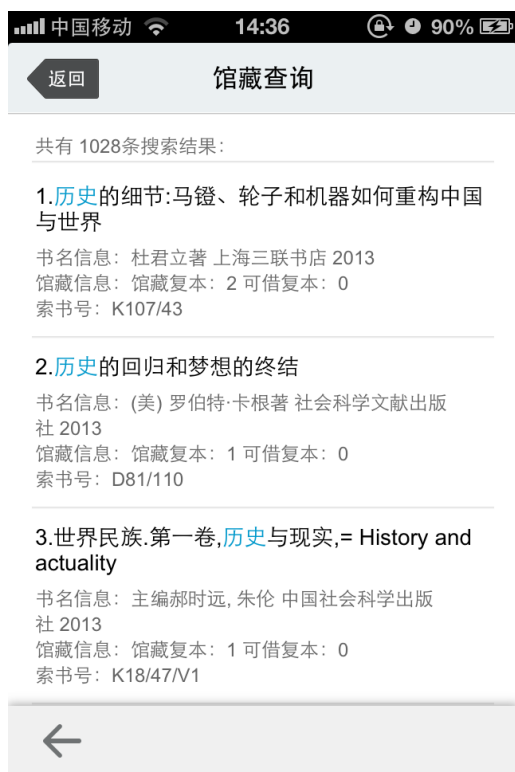 中国移动 14:36 90%
返回 馆藏查询
共有 1028条搜索结果：
1.历史的细节:马镫、轮子和机器如何重构中国
与世界
书名信息：杜君立著 上海三联书店 2013
馆藏信息：馆藏复本：2 可借复本：0
索书号：K107/43
2.历史的回归和梦想的终结
书名信息：(美) 罗伯特·卡根著 社会科学文献出版
社 2013
馆藏信息：馆藏复本：1 可借复本：0
索书号：D81/110
3.世界民族.第一卷,历史与现实,= History and
actuality
书名信息：主编郝时远, 朱伦 中国社会科学出版
社 2013
馆藏信息：馆藏复本：1 可借复本：0
索书号：K18/47/V1